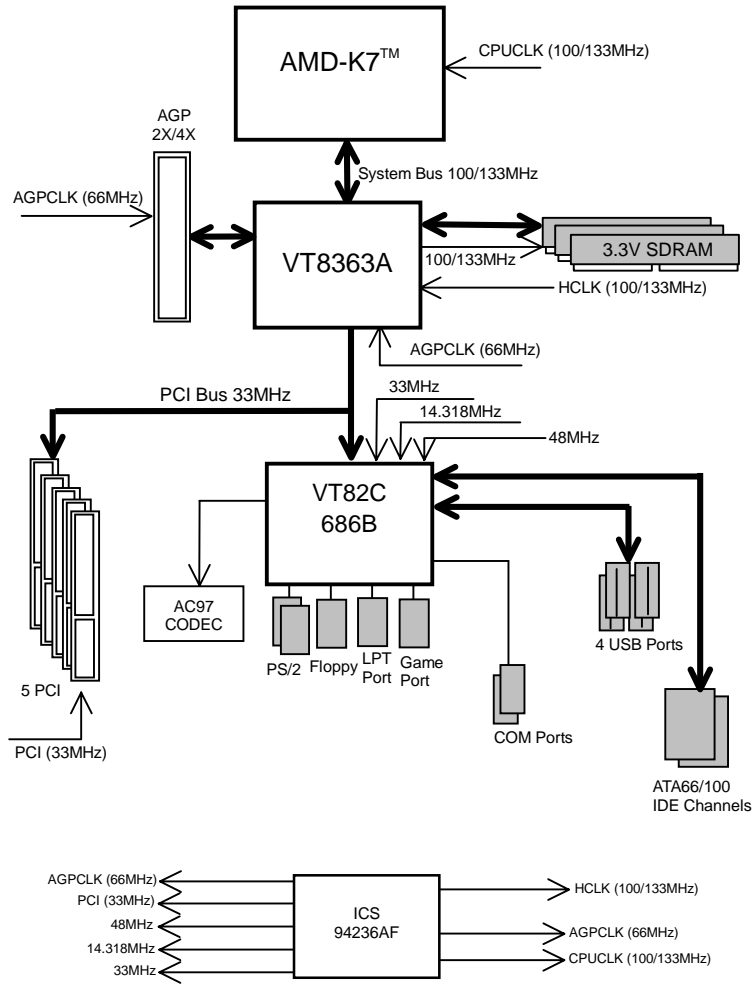 AMD-K7™
CPUCLK (100/133MHz)
AGP
2X/4X
System Bus 100/133MHz
AGPCLK (66MHz)
VT8363A
3.3V SDRAM
100/133MHz
HCLK (100/133MHz)
AGPCLK (66MHz)
PCI Bus 33MHz
33MHz
14.318MHz
48MHz
VT82C
686B
AC97
CODEC
PS/2
Floppy
LPT
Port
Game
Port
4 USB Ports
5 PCI
PCI (33MHz)
COM Ports
ATA66/100
IDE Channels
AGPCLK (66MHz)
PCI (33MHz)
48MHz
14.318MHz
33MHz
ICS
94236AF
HCLK (100/133MHz)
AGPCLK (66MHz)
CPUCLK (100/133MHz)